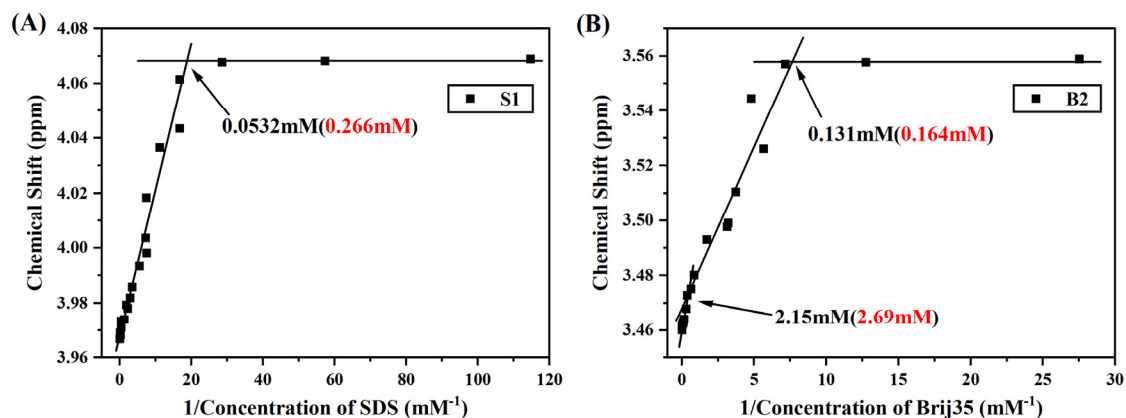 (A)
4.08
4.06
4.04
4.02
4.00
3.98
3.96
Chemical Shift (ppm)
S1
0.0532mM(0.266mM)
0 20 40 60 80 100 120
1/Concentration of SDS (mM⁻¹)
(B)
3.56
3.54
3.52
3.50
3.48
3.46
Chemical Shift (ppm)
B2
0.131mM(0.164mM)
2.15mM(2.69mM)
0 5 10 15 20 25 30
1/Concentration of Brij35 (mM⁻¹)